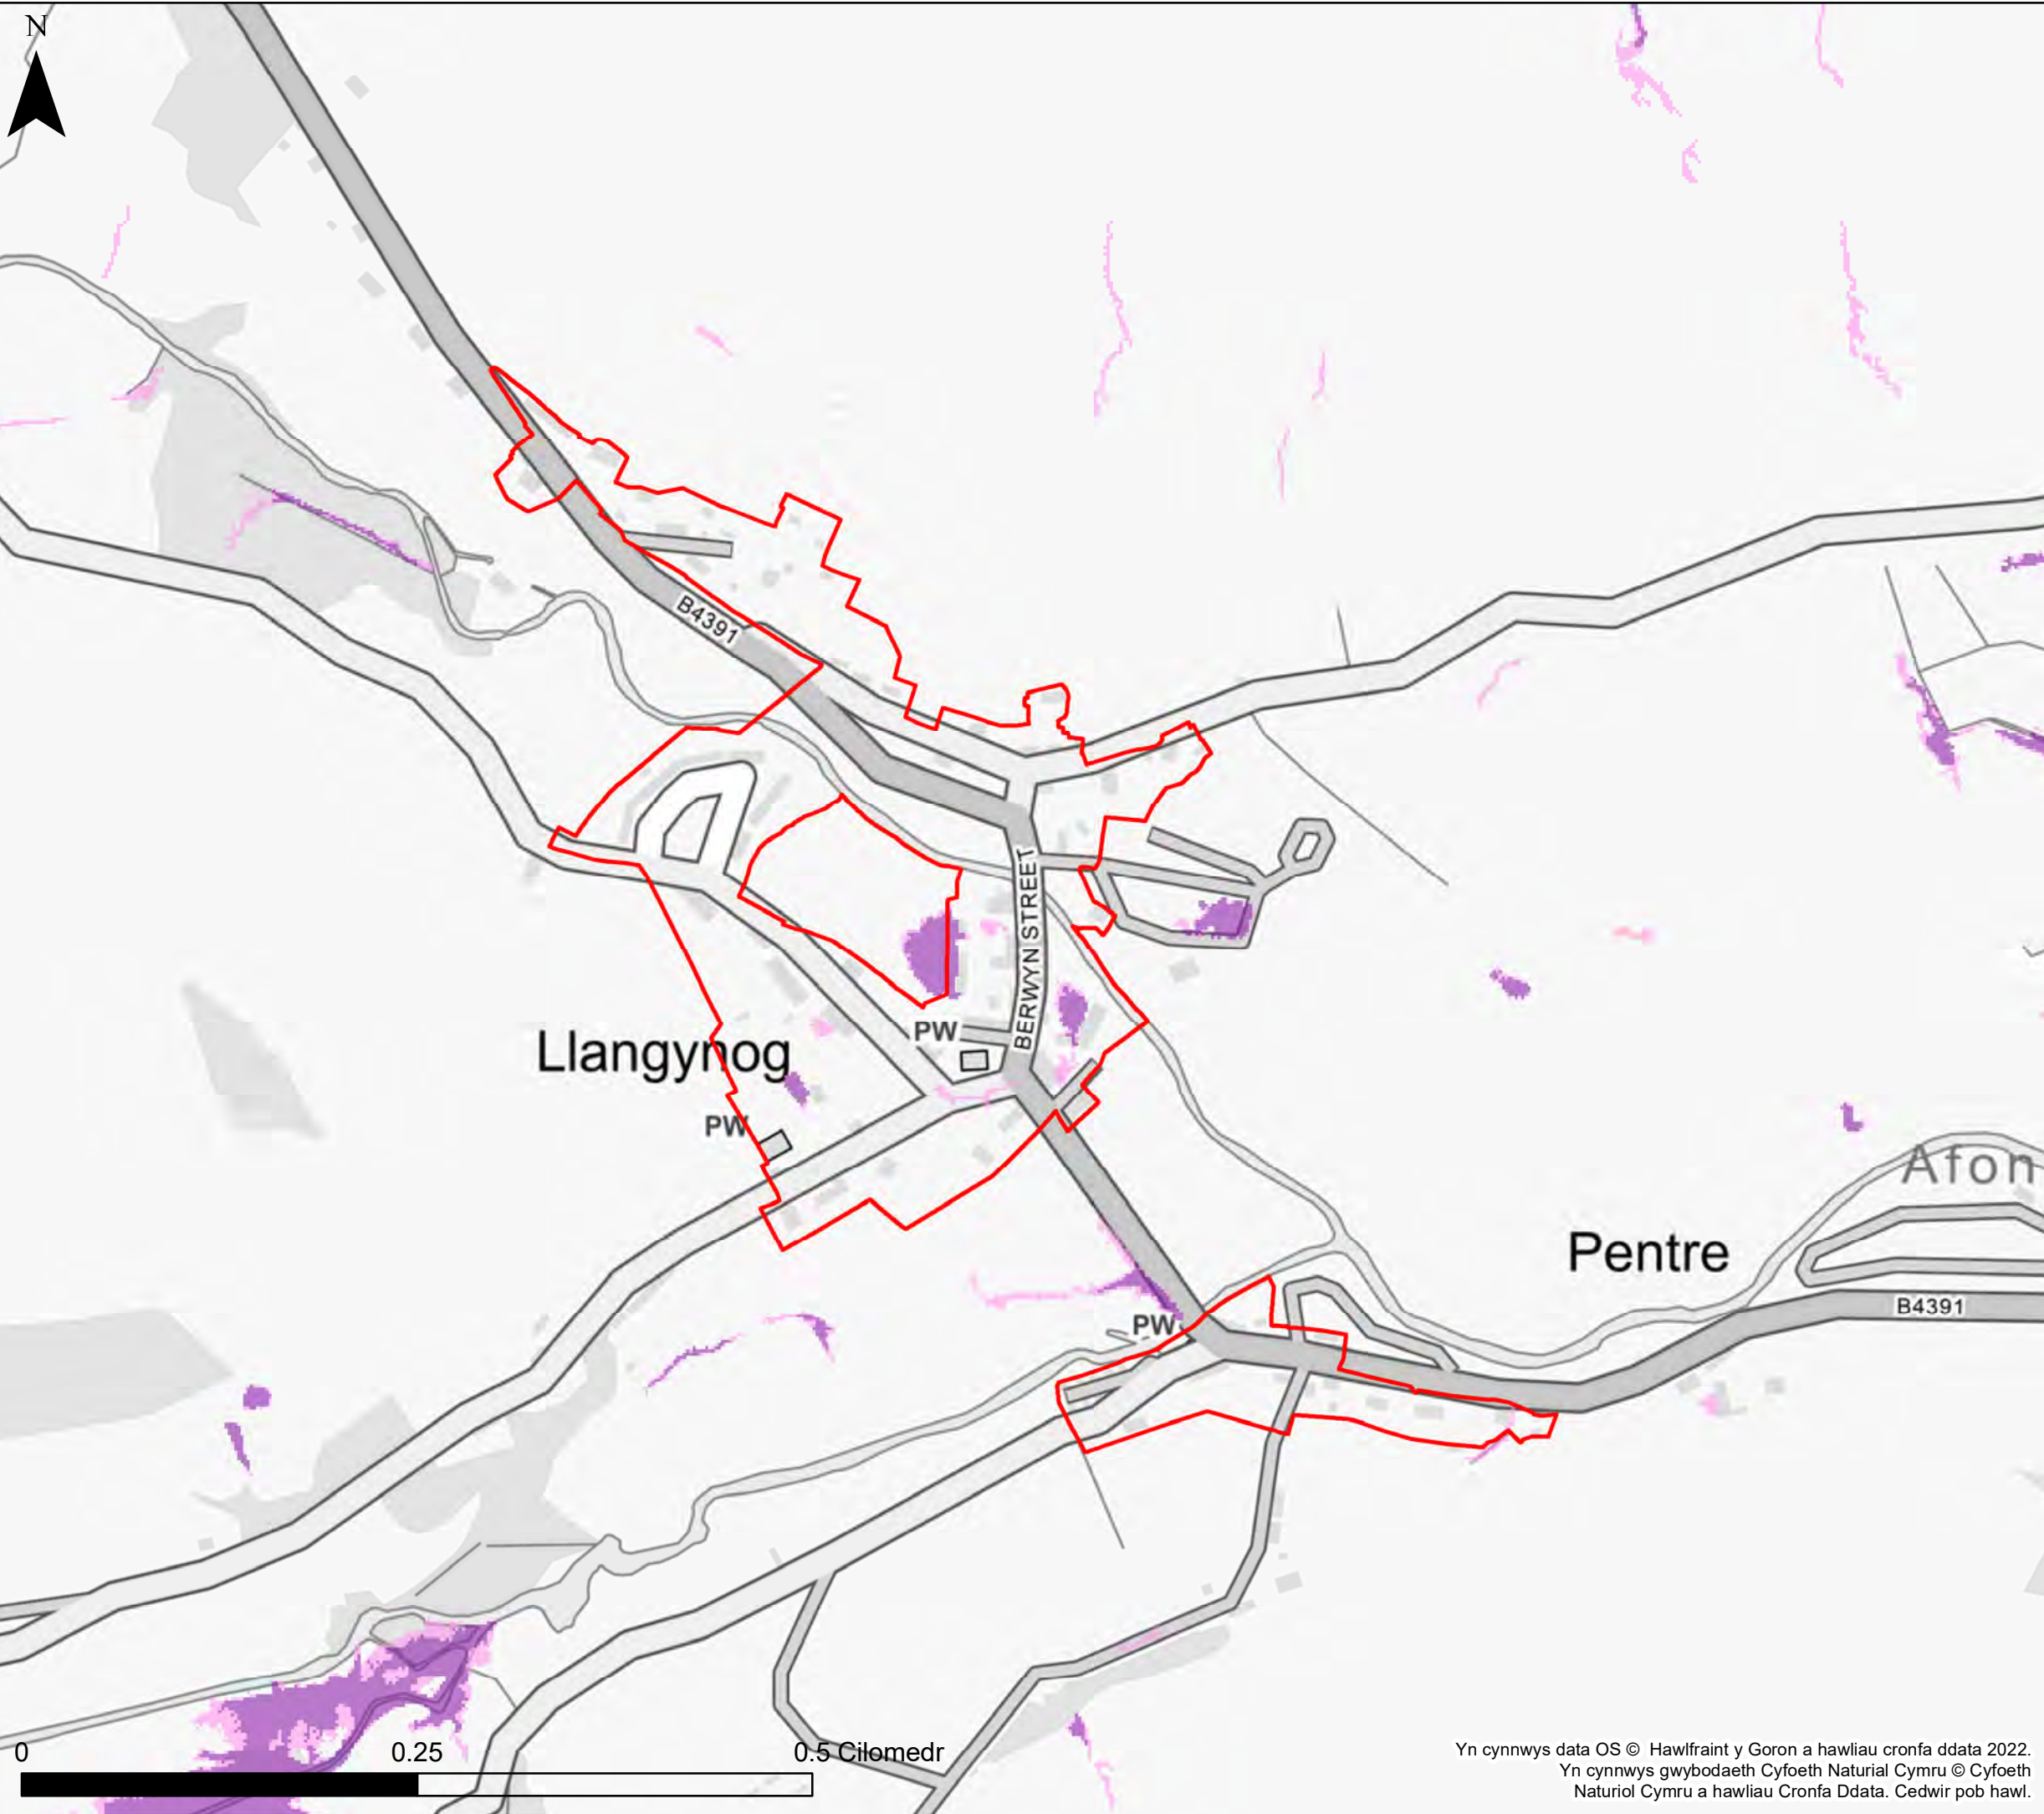 N
B4391
BERWYN STREET
PW
Llangynog
PW
Afon
Pentre
B4391
PW
0
0.25
0.5 Cilomedr
Yn cynnwys data OS © Hawlfraint y Goron a hawliau cronfa ddata 2022.
Yn cynnwys gwybodaeth Cyfoeth Naturial Cymru © Cyfoeth
Naturiol Cymru a hawliau Cronfa Ddata. Cedwir pob hawl.